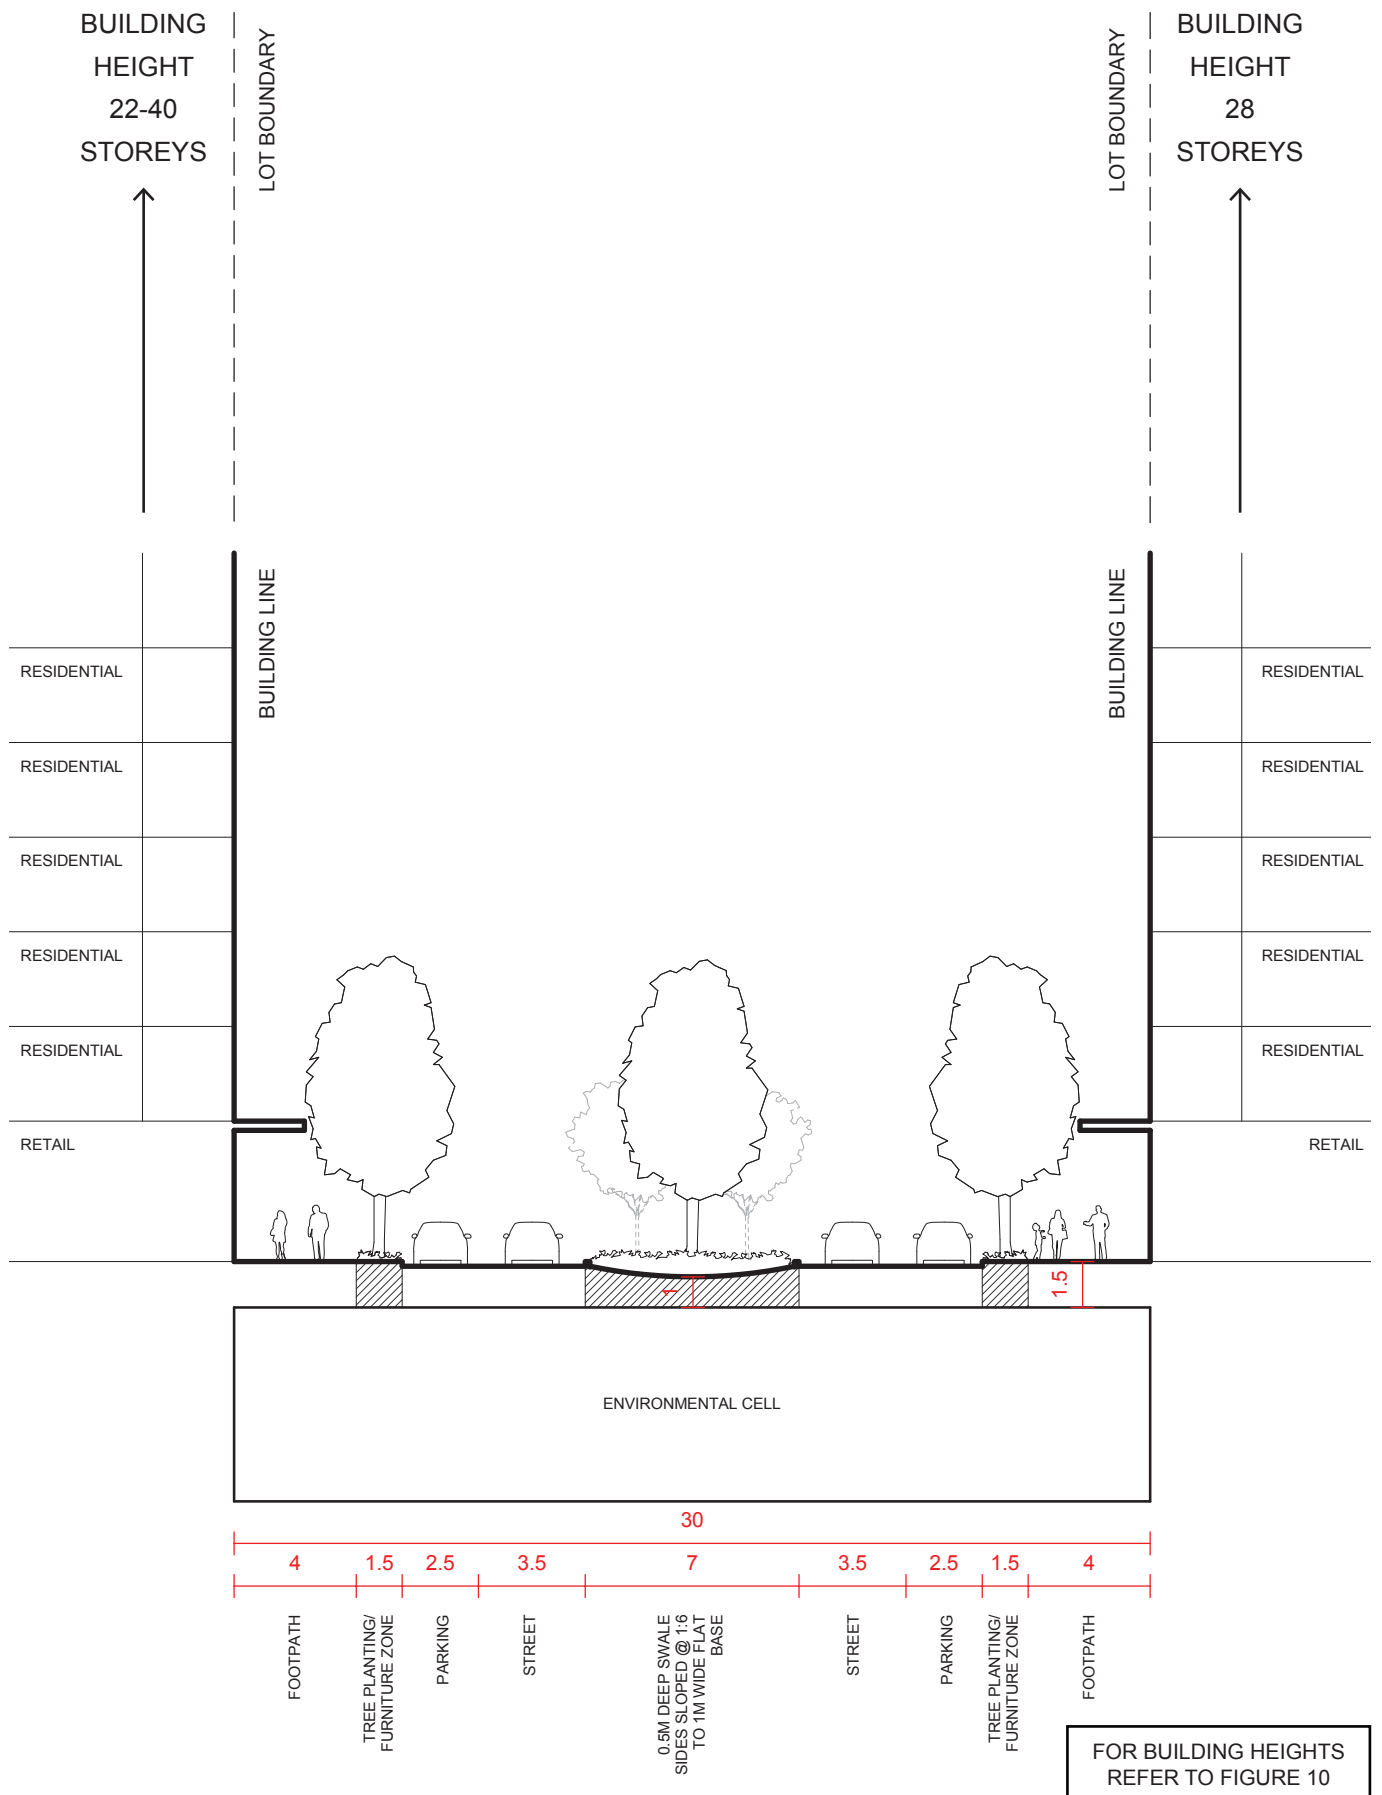 BUILDING
HEIGHT
22-40
STOREYS
LOT BOUNDARY
LOT BOUNDARY
BUILDING
HEIGHT
28
STOREYS
BUILDING LINE
BUILDING LINE
RESIDENTIAL
RESIDENTIAL
RESIDENTIAL
RESIDENTIAL
RESIDENTIAL
RETAIL
RESIDENTIAL
RESIDENTIAL
RESIDENTIAL
RESIDENTIAL
RESIDENTIAL
RETAIL
1
1.5
ENVIRONMENTAL CELL
30
4
1.5
2.5
3.5
7
3.5
2.5
1.5
4
FOOTPATH
TREE PLANTING/
FURNITURE ZONE
PARKING
STREET
0.5M DEEP SWALE
SIDES SLOPED @ 1:6
TO 1M WIDE FLAT
BASE
STREET
PARKING
TREE PLANTING/
FURNITURE ZONE
FOOTPATH
FOR BUILDING HEIGHTS
REFER TO FIGURE 10